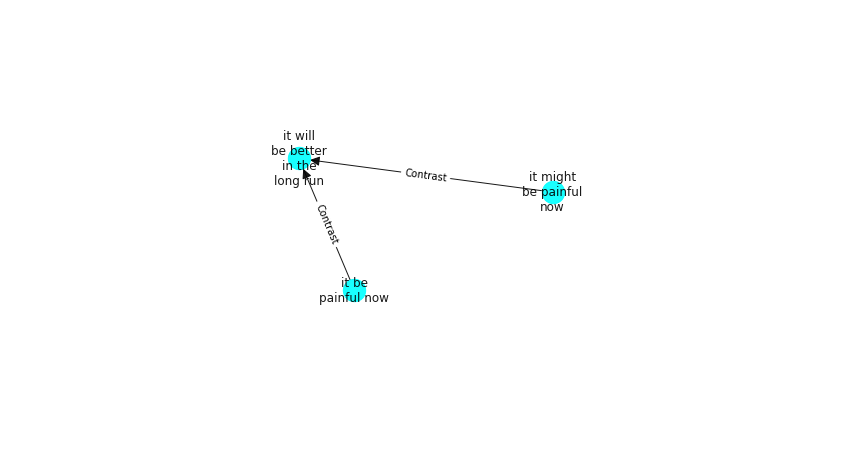 it will
be better
in the
long run
Contrast
it might
be painful
now
Contrast
it be
painful now